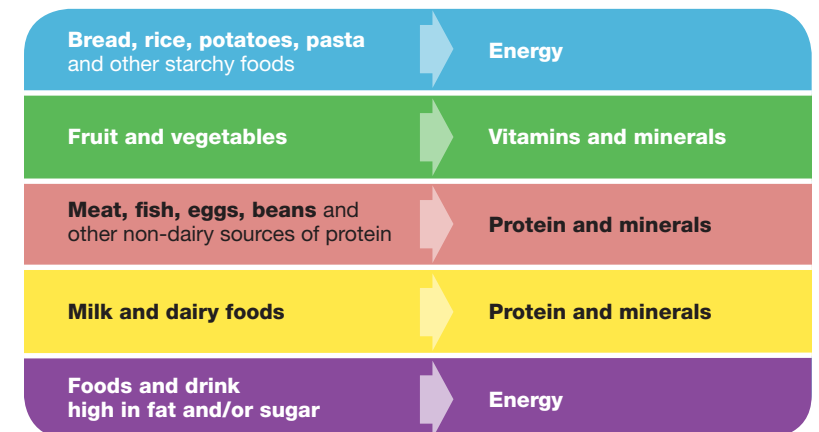 Bread, rice, potatoes, pasta
and other starchy foods
Energy
Fruit and vegetables
Vitamins and minerals
Meat, fish, eggs, beans and
other non-dairy sources of protein
Protein and minerals
Milk and dairy foods
Protein and minerals
Foods and drink
high in fat and/or sugar
Energy